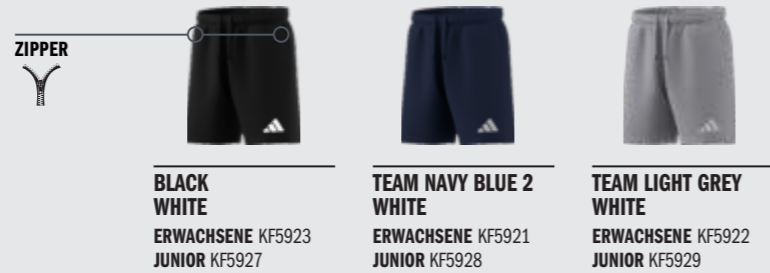 ZIPPER
BLACK
WHITE
ERWACHSENE KF5923
JUNIOR KF5927
TEAM NAVY BLUE 2
WHITE
ERWACHSENE KF5921
JUNIOR KF5928
TEAM LIGHT GREY
WHITE
ERWACHSENE KF5922
JUNIOR KF5929